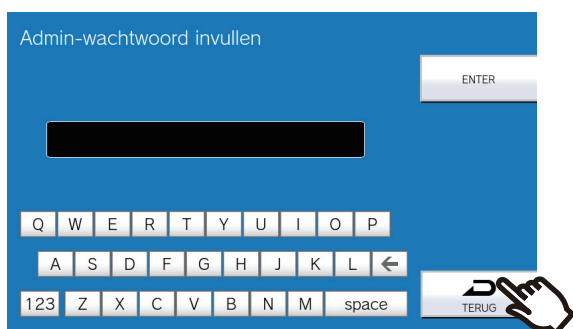 Admin-wachtwoord invullen
ENTER
Q W E R T Y U I O P
A S D F G H J K L ←
123 Z X C V B N M space
TERUG